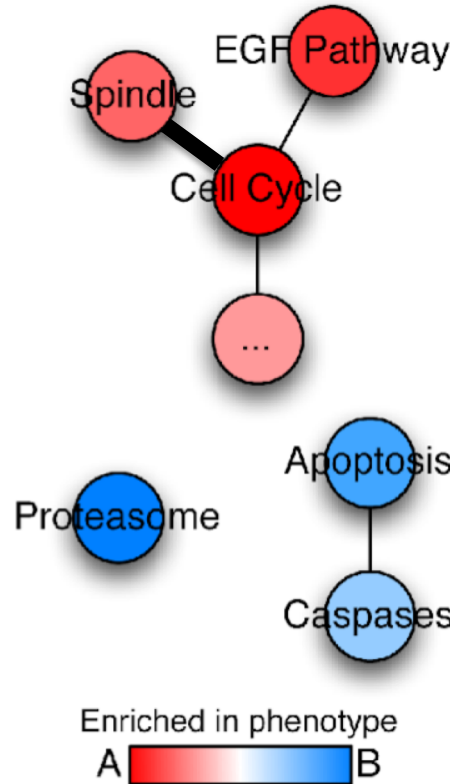 EGF Pathway
Spindle
Cell Cycle
...
Apoptosis
Proteasome
Caspases
Enriched in phenotype
A B